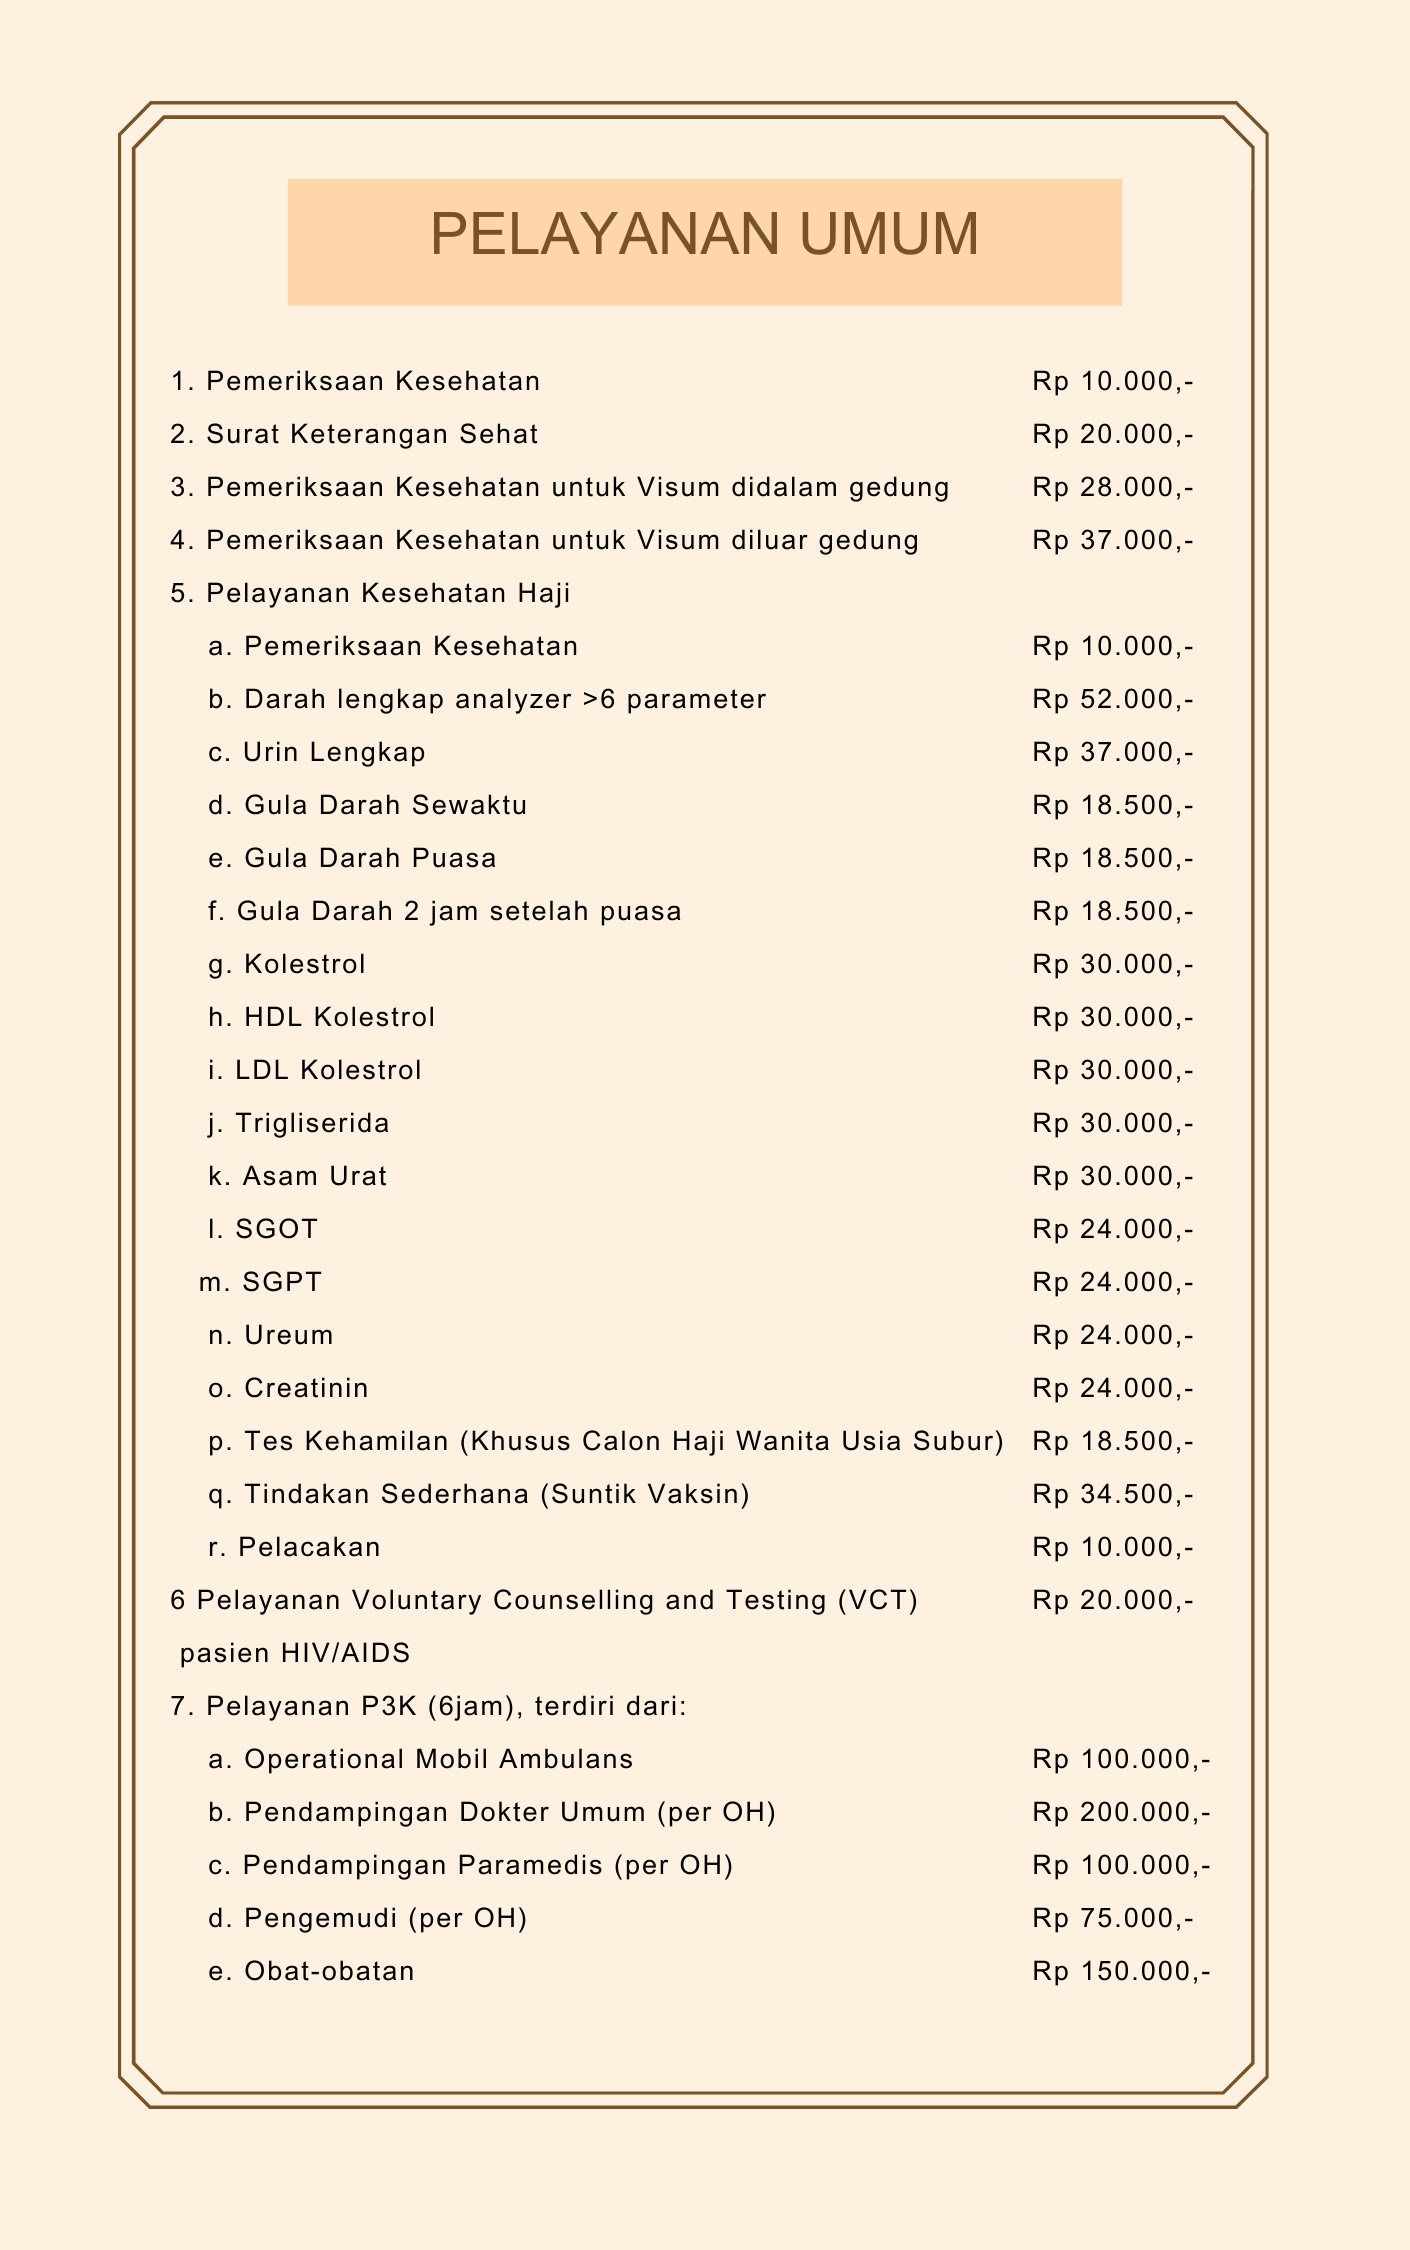 PELAYANAN UMUM
1. Pemeriksaan Kesehatan Rp 10.000,-
2. Surat Keterangan Sehat Rp 20.000,-
3. Pemeriksaan Kesehatan untuk Visum didalam gedung Rp 28.000,-
4. Pemeriksaan Kesehatan untuk Visum diluar gedung Rp 37.000,-
5. Pelayanan Kesehatan Haji
a. Pemeriksaan Kesehatan Rp 10.000,-
b. Darah lengkap analyzer >6 parameter Rp 52.000,-
c. Urin Lengkap Rp 37.000,-
d. Gula Darah Sewaktu Rp 18.500,-
e. Gula Darah Puasa Rp 18.500,-
f. Gula Darah 2 jam setelah puasa Rp 18.500,-
g. Kolestrol Rp 30.000,-
h. HDL Kolestrol Rp 30.000,-
i. LDL Kolestrol Rp 30.000,-
j. Trigliserida Rp 30.000,-
k. Asam Urat Rp 30.000,-
l. SGOT Rp 24.000,-
m. SGPT Rp 24.000,-
n. Ureum Rp 24.000,-
o. Creatinin Rp 24.000,-
p. Tes Kehamilan (Khusus Calon Haji Wanita Usia Subur) Rp 18.500,-
q. Tindakan Sederhana (Suntik Vaksin) Rp 34.500,-
r. Pelacakan Rp 10.000,-
6 Pelayanan Voluntary Counselling and Testing (VCT) Rp 20.000,-
pasien HIV/AIDS
7. Pelayanan P3K (6jam), terdiri dari:
a. Operational Mobil Ambulans Rp 100.000,-
b. Pendampingan Dokter Umum (per OH) Rp 200.000,-
c. Pendampingan Paramedis (per OH) Rp 100.000,-
d. Pengemudi (per OH) Rp 75.000,-
e. Obat-obatan Rp 150.000,-